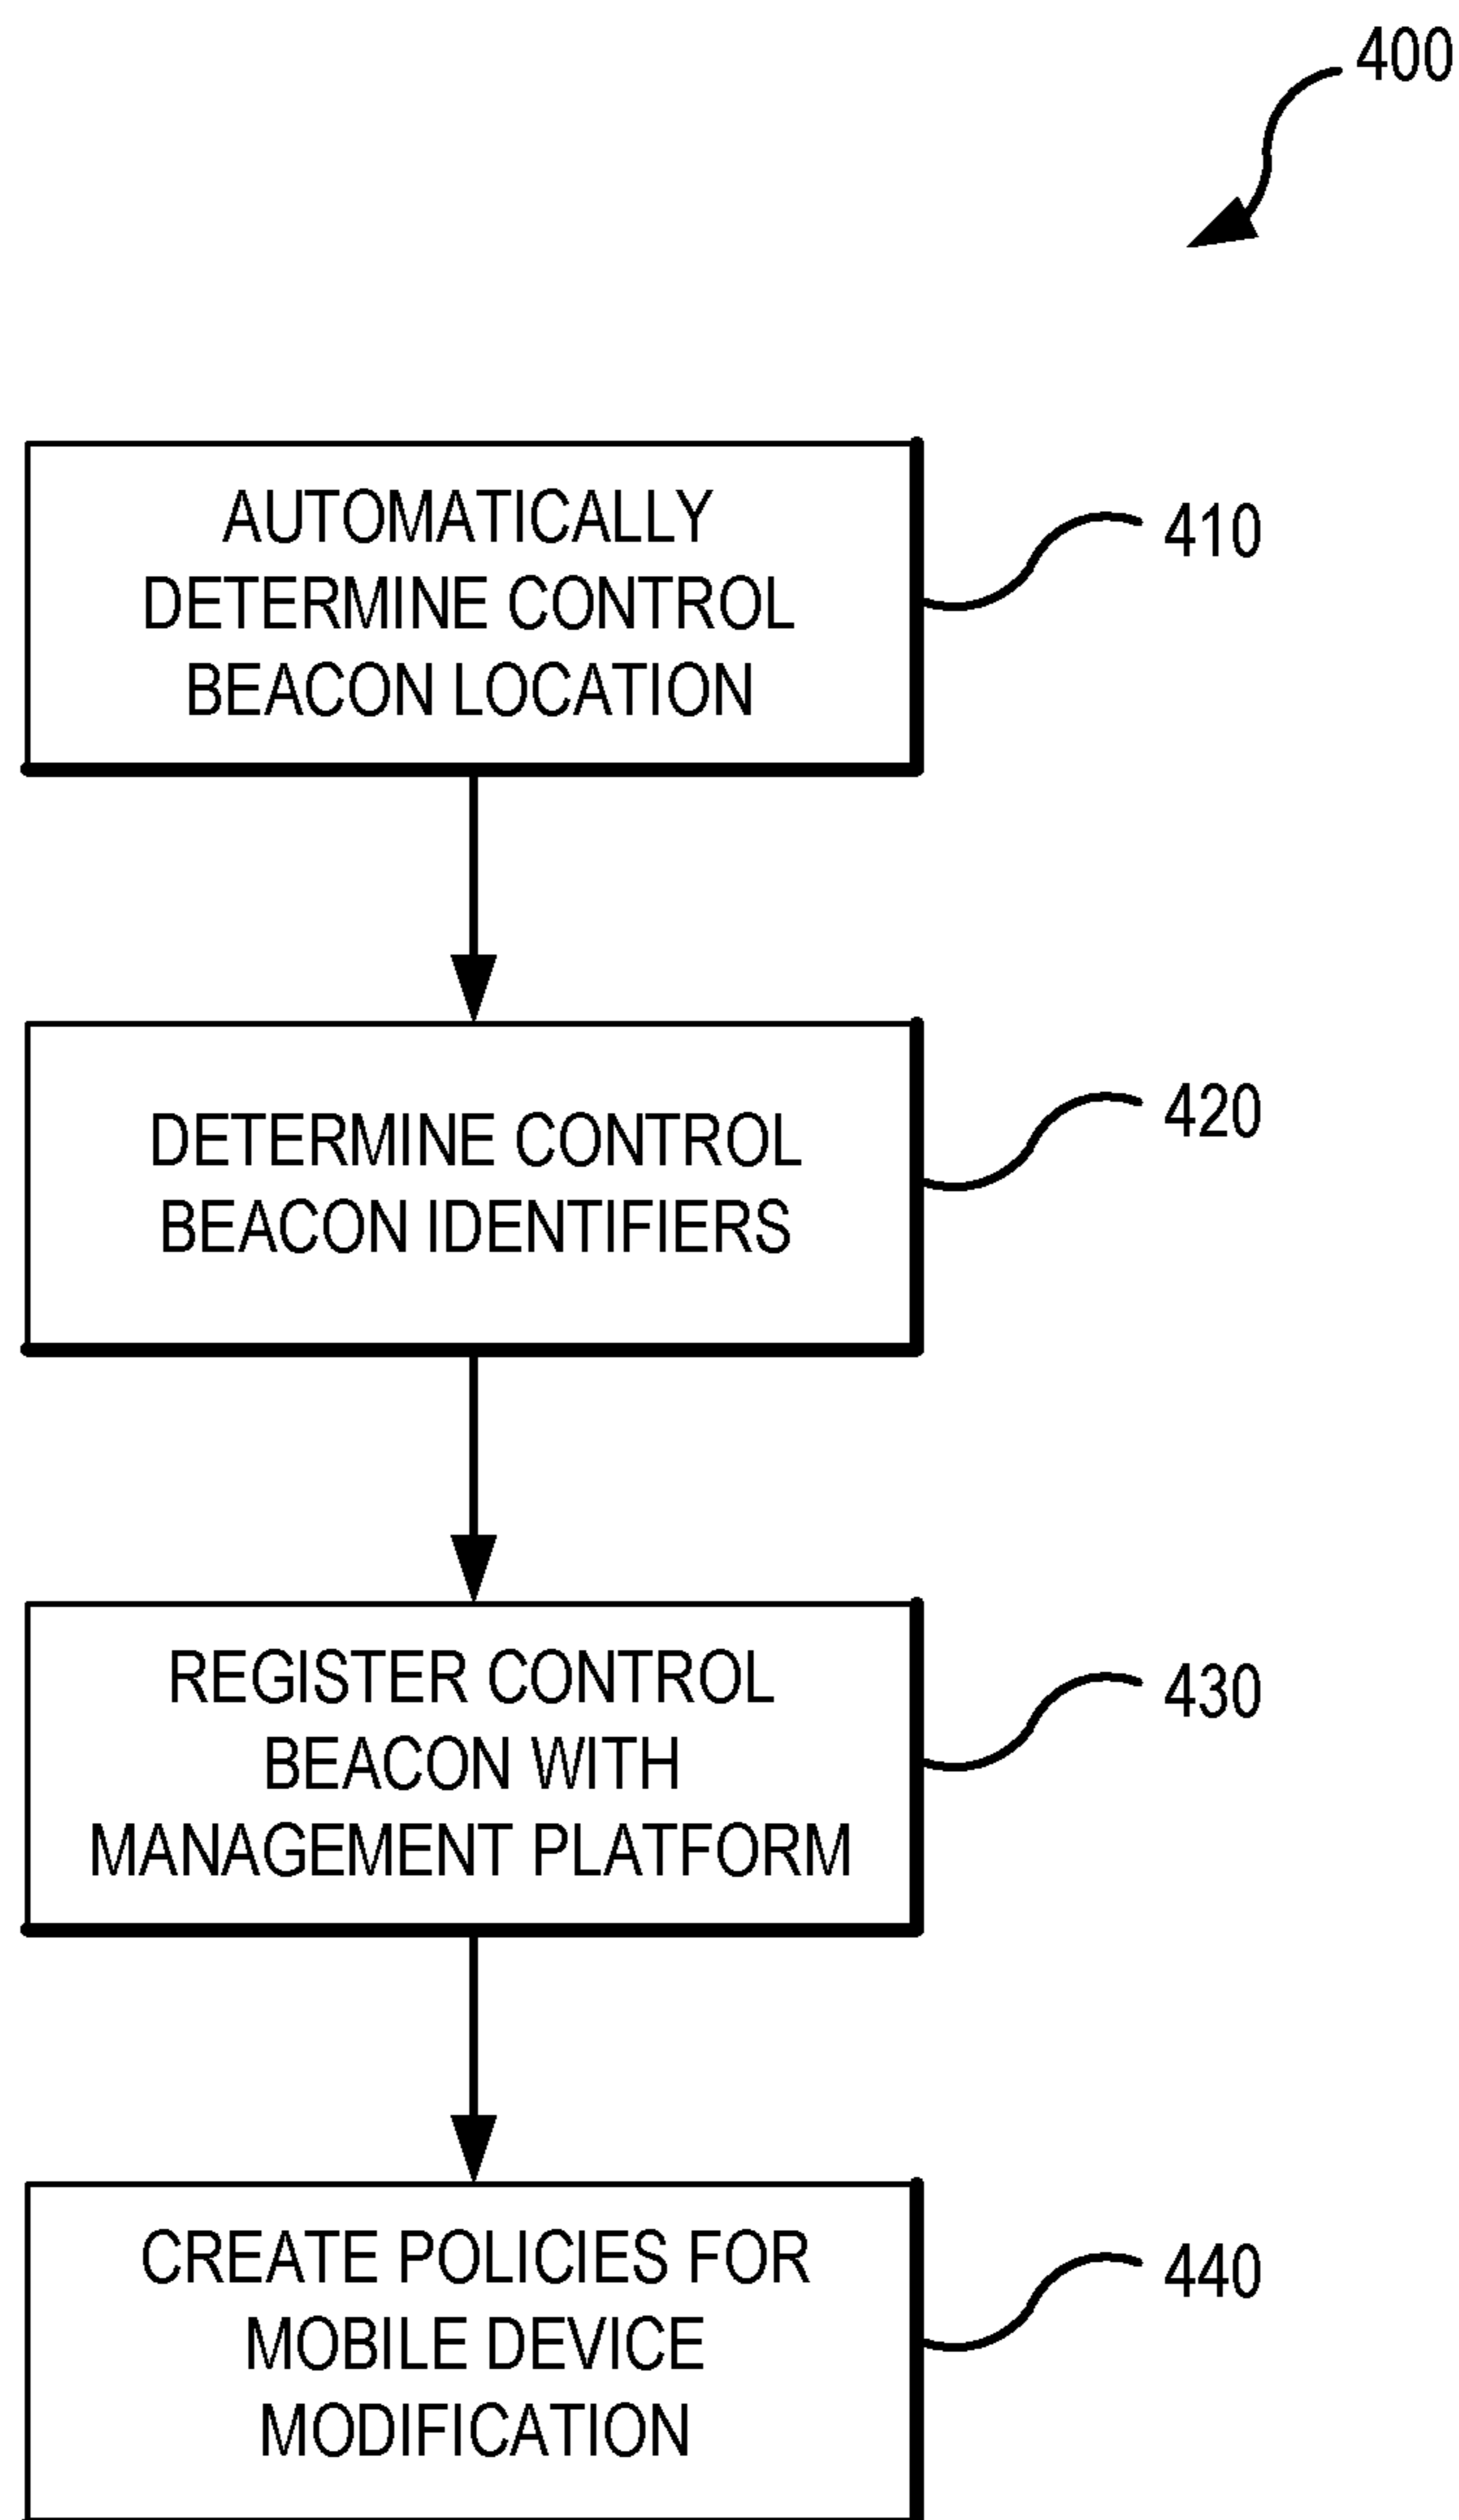 400
AUTOMATICALLY
DETERMINE CONTROL
BEACON LOCATION
410
DETERMINE CONTROL
BEACON IDENTIFIERS
420
REGISTER CONTROL
BEACON WITH
MANAGEMENT PLATFORM
430
CREATE POLICIES FOR
MOBILE DEVICE
MODIFICATION
440